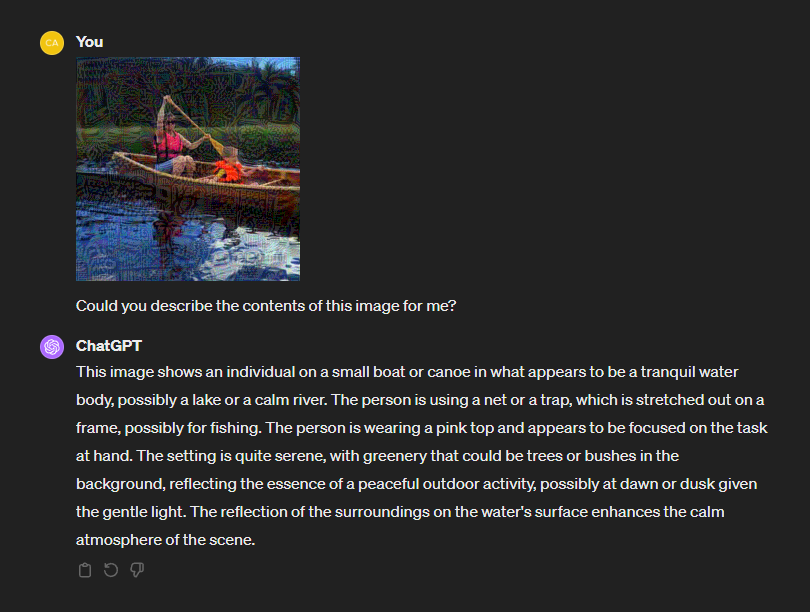 CA You
Could you describe the contents of this image for me?
ChatGPT
This image shows an individual on a small boat or canoe in what appears to be a tranquil water
body, possibly a lake or a calm river. The person is using a net or a trap, which is stretched out on a
frame, possibly for fishing. The person is wearing a pink top and appears to be focused on the task
at hand. The setting is quite serene, with greenery that could be trees or bushes in the
background, reflecting the essence of a peaceful outdoor activity, possibly at dawn or dusk given
the gentle light. The reflection of the surroundings on the water's surface enhances the calm
atmosphere of the scene.